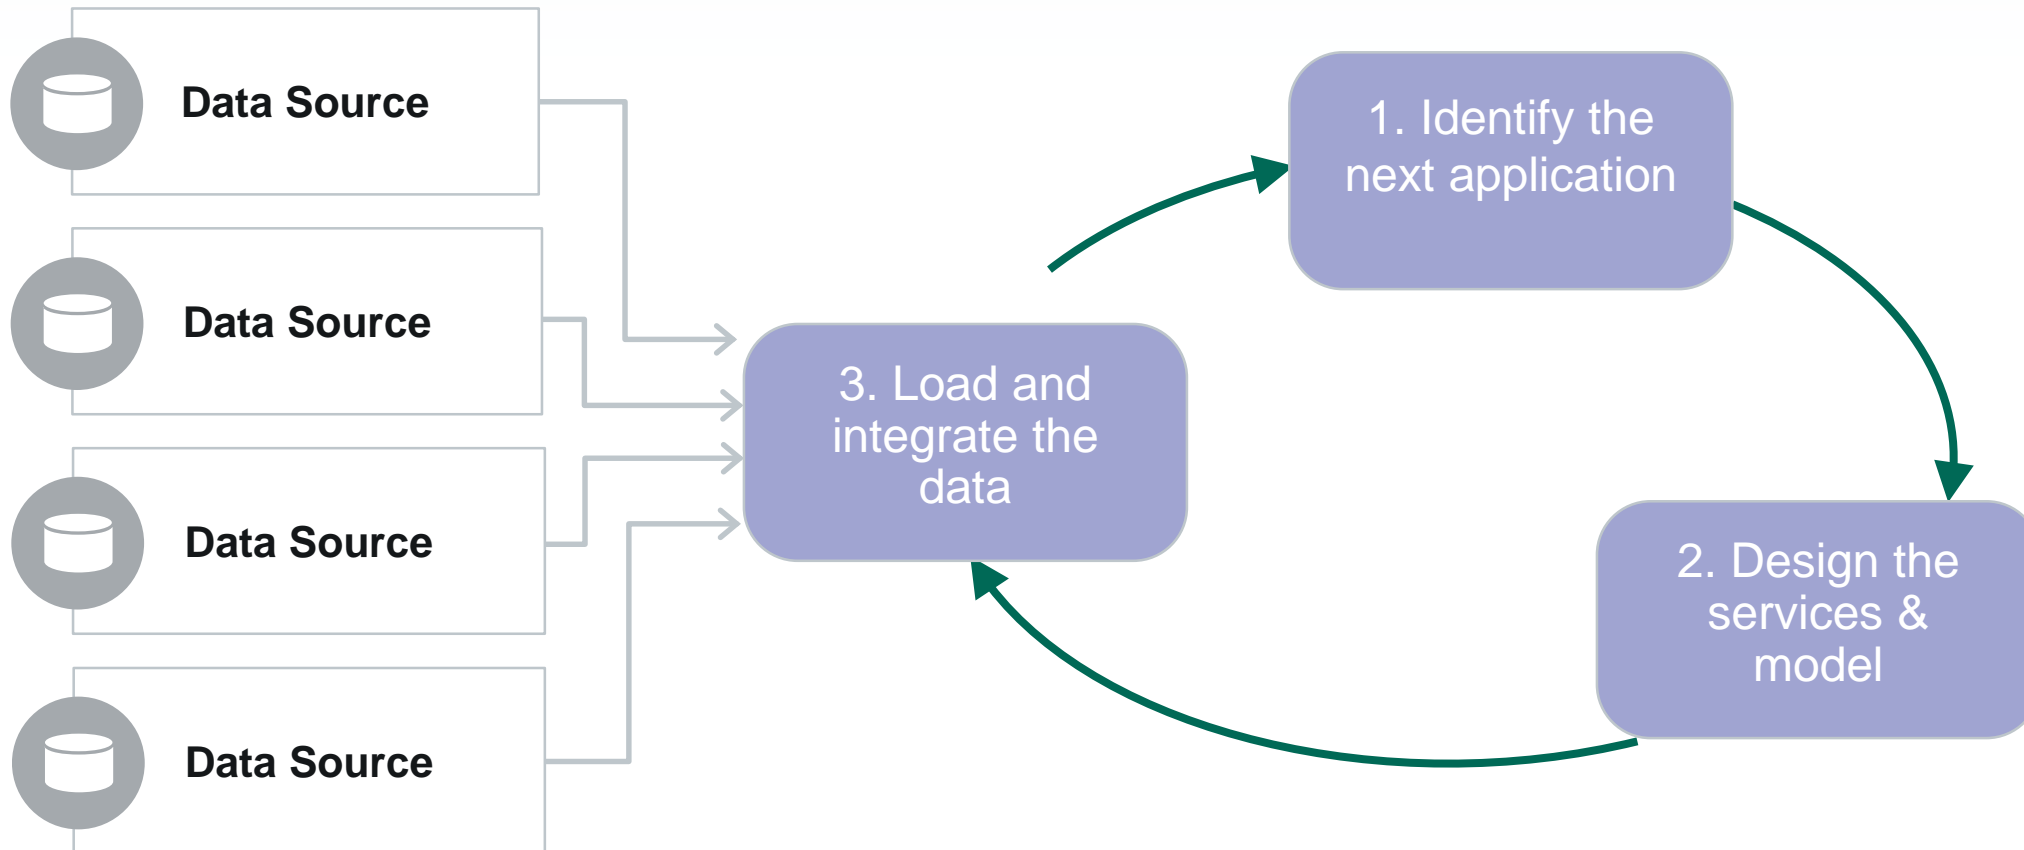 Data Source
Data Source
Data Source
Data Source
1. Identify the
next application
2. Design the
services &
model
3. Load and
integrate the
data